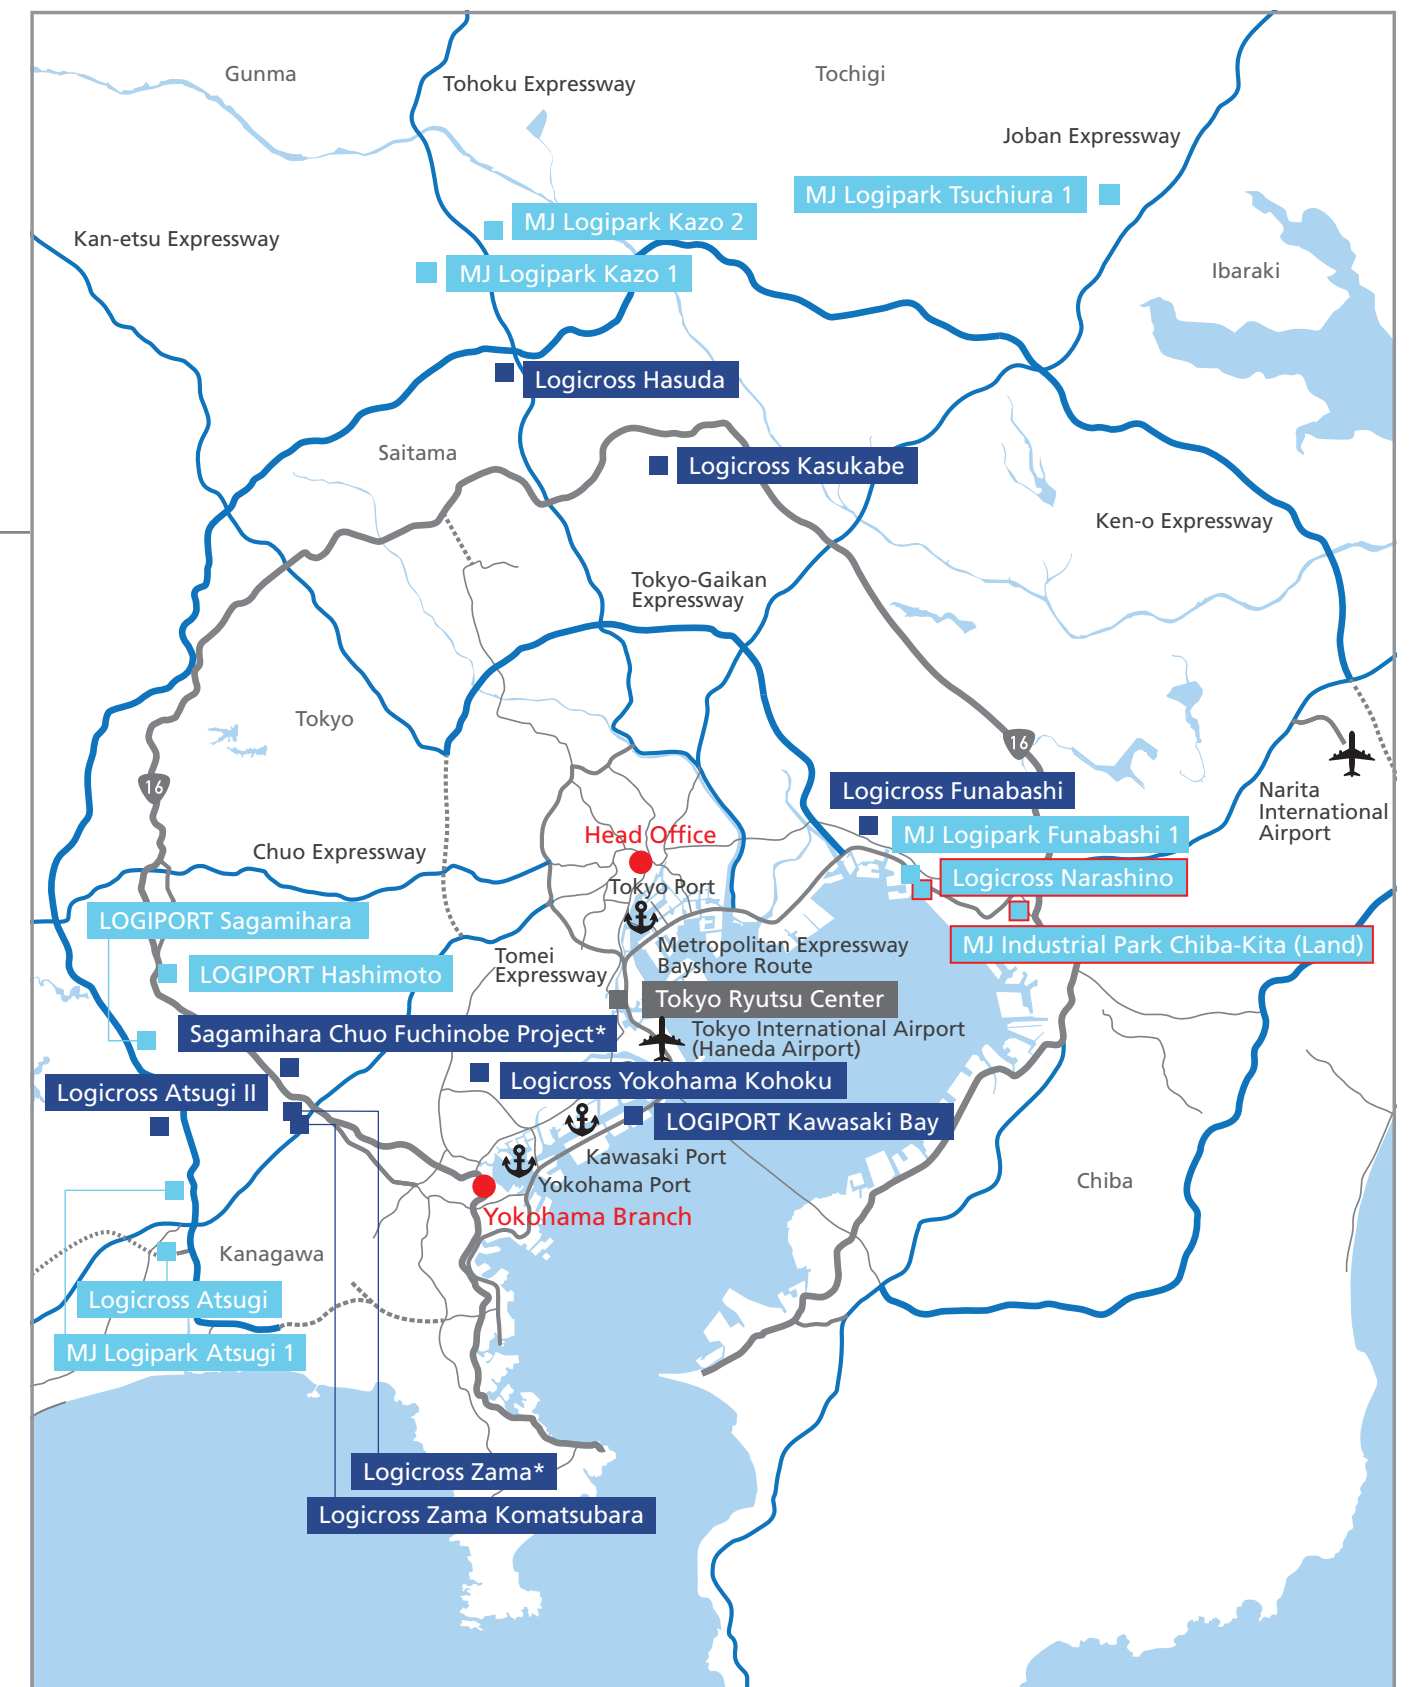 Gunma
Tohoku Expressway
Tochigi
Joban Expressway
MJ Logipark Tsuchiura 1
MJ Logipark Kazo 2
Kan-etsu Expressway
MJ Logipark Kazo 1
Ibaraki
Logicross Hasuda
Saitama
Logicross Kasukabe
Ken-o Expressway
Tokyo-Gaikan
Expressway
Tokyo
16
16
Logicross Funabashi
Narita
International
Airport
Head Office
MJ Logipark Funabashi 1
Chuo Expressway
Tokyo Port
Logicross Narashino
LOGIPORT Sagamihara
Metropolitan Expressway
Bayshore Route
MJ Industrial Park Chiba-Kita (Land)
Tomei
Expressway
LOGIPORT Hashimoto
Tokyo Ryutsu Center
Sagamihara Chuo Fuchinobe Project*
Tokyo International Airport
(Haneda Airport)
Logicross Yokohama Kohoku
Logicross Atsugi II
LOGIPORT Kawasaki Bay
Kawasaki Port
Yokohama Port
Chiba
Yokohama Branch
Kanagawa
Logicross Atsugi
MJ Logipark Atsugi 1
Logicross Zama*
Logicross Zama Komatsubara